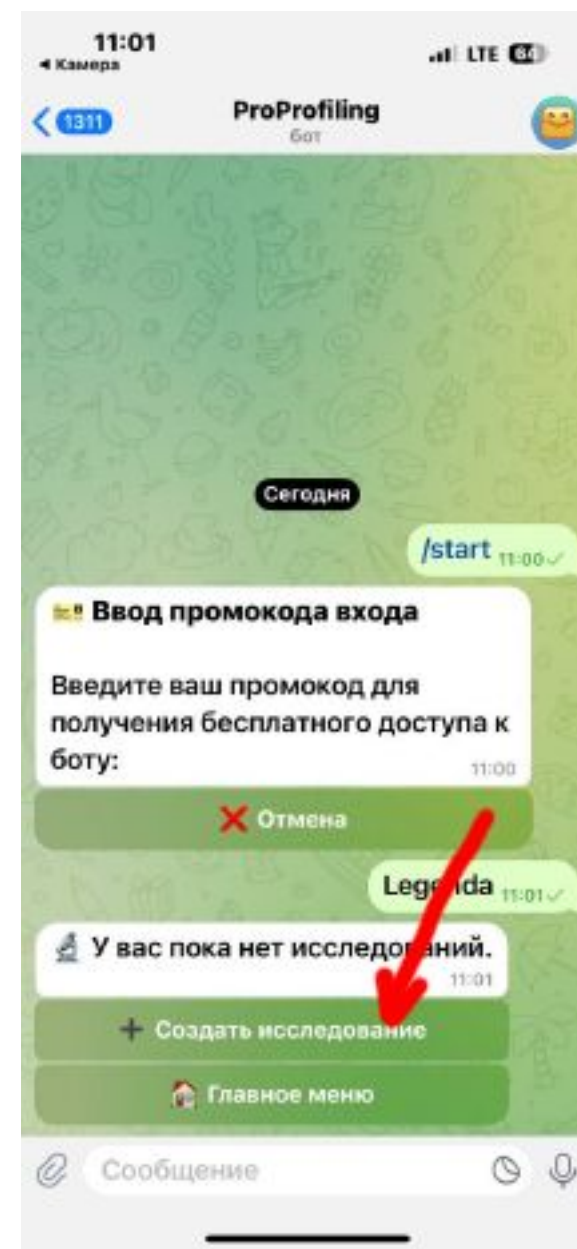 11:01
◀ Камера
LTE 64
1311
ProProfiling
бот
Сегодня
/start 11:00
Ввод промокода входа
Введите ваш промокод для
получения бесплатного доступа к
боту:
11:00
❌ Отмена
Legenda 11:01
🔬 У вас пока нет исследований.
11:01
➕ Создать исследование
🏠 Главное меню
Сообщение